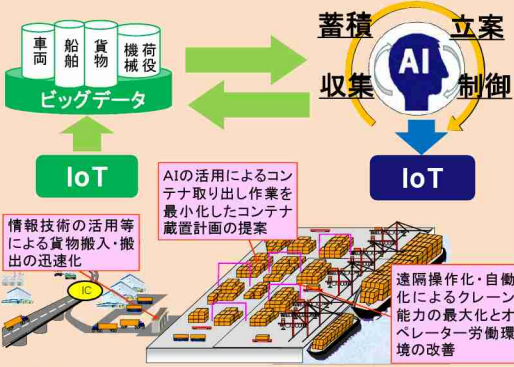 車両
船舶
貨物
荷役
機械
ビッグデータ
蓄積
立案
AI
収集
制御
IoT
IoT
AIの活用によるコン
テナ取り出し作業を
最小化したコンテナ
蔵置計画の提案
情報技術の活用等
による貨物搬入・搬
出の迅速化
IC
遠隔操作化・自働
化によるクレーン
能力の最大化とオ
ペレーター労働環
境の改善